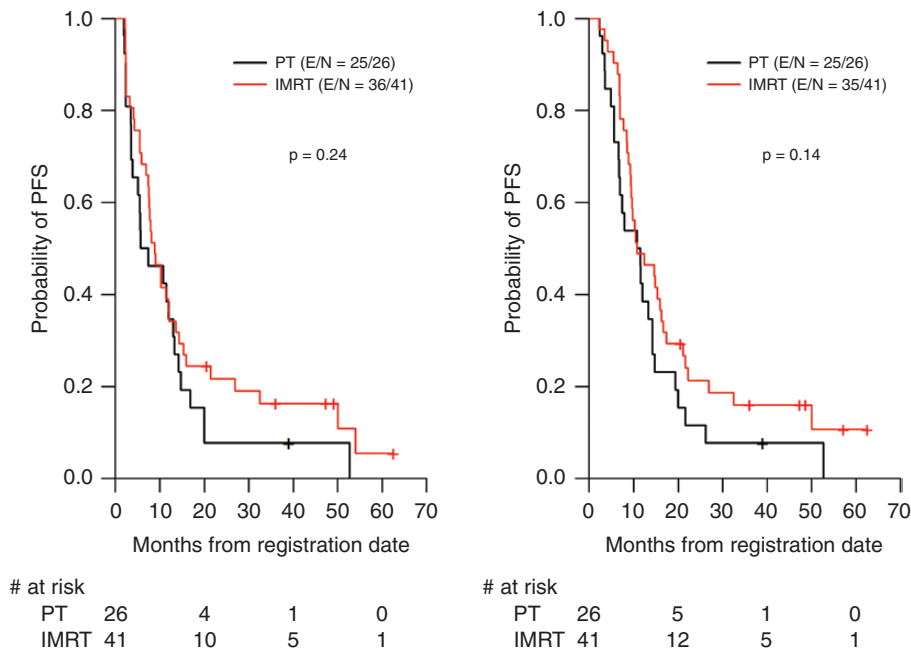 1.0
0.8
0.6
0.4
0.2
0.0
Probability of PFS
PT (E/N = 25/26)
IMRT (E/N = 36/41)
p = 0.24
0 10 20 30 40 50 60 70
Months from registration date
# at risk
PT 26 4 1 0
IMRT 41 10 5 1
1.0
0.8
0.6
0.4
0.2
0.0
Probability of PFS
PT (E/N = 25/26)
IMRT (E/N = 35/41)
p = 0.14
0 10 20 30 40 50 60 70
Months from registration date
# at risk
PT 26 5 1 0
IMRT 41 12 5 1